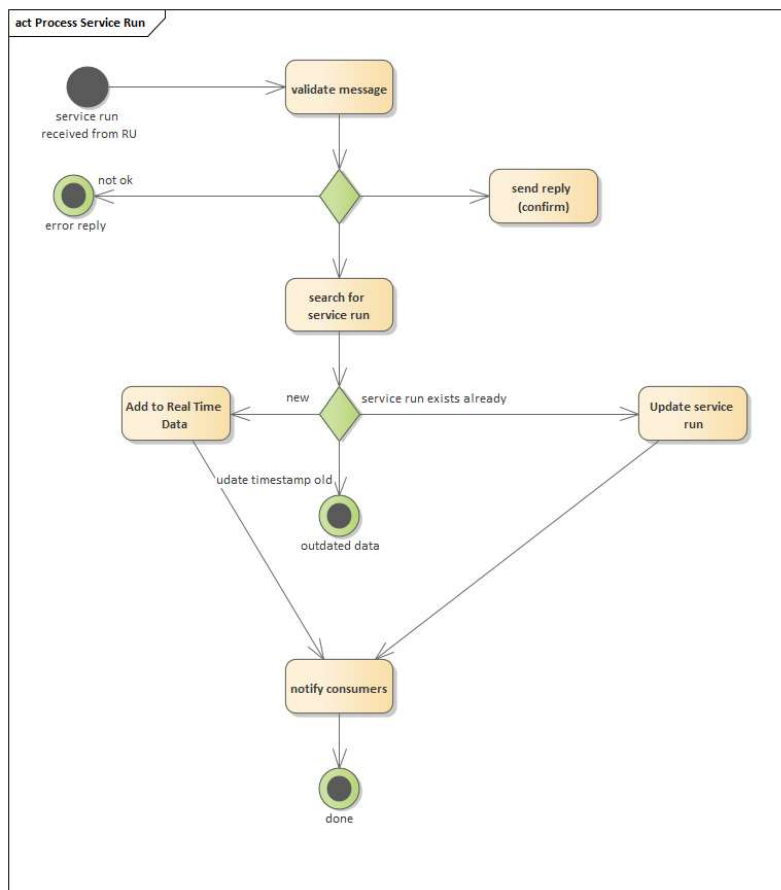 act Process Service Run
validate message
service run
received from RU
not ok
error reply
send reply
(confirm)
search for
service run
Add to Real Time
Data
new
service run exists already
Update service
run
udate timestamp old
outdated data
notify consumers
done